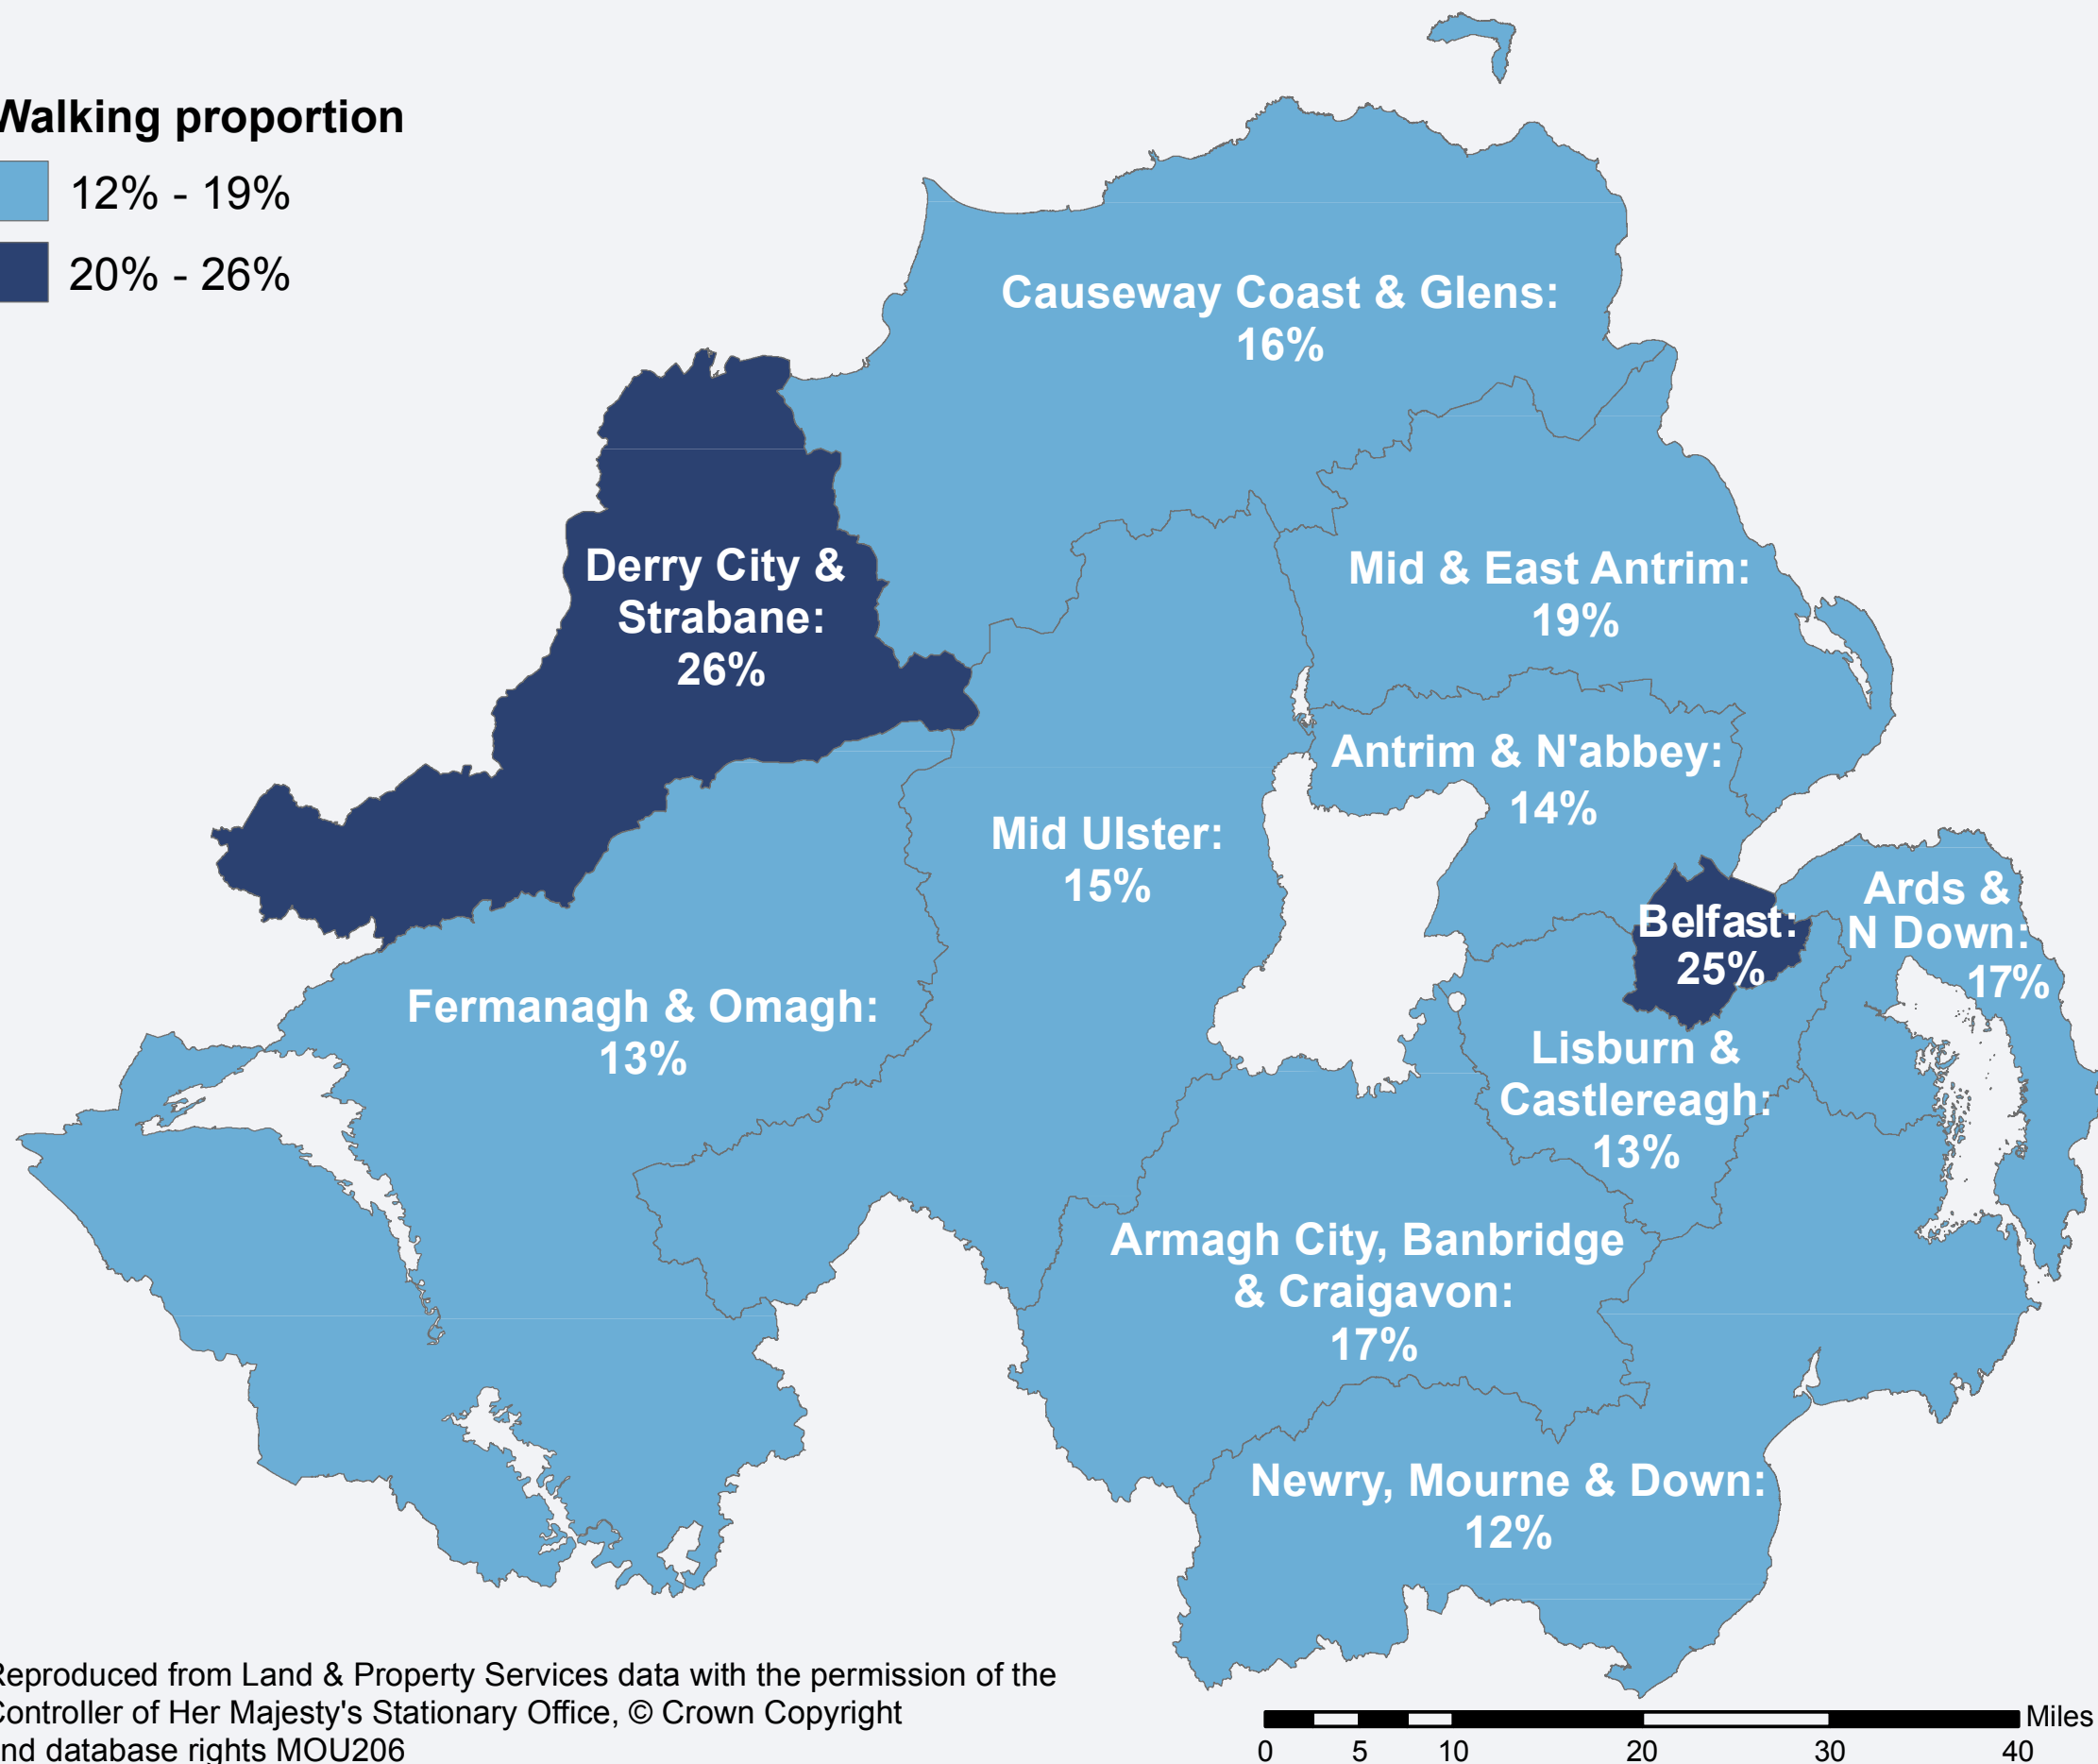 Walking proportion
12% - 19%
20% - 26%
Causeway Coast & Glens:
16%
Derry City &
Strabane:
26%
Mid & East Antrim:
19%
Antrim & N'abbey:
14%
Mid Ulster:
15%
Belfast:
25%
Ards &
N Down:
17%
Fermanagh & Omagh:
13%
Lisburn &
Castlereagh:
13%
Armagh City, Banbridge
& Craigavon:
17%
Newry, Mourne & Down:
12%
Reproduced from Land & Property Services data with the permission of the
Controller of Her Majesty's Stationary Office, © Crown Copyright
and database rights MOU206
Miles
0 5 10 20 30 40